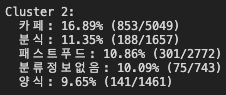 Cluster 2:
카페: 16.89% (853/5049)
분식: 11.35% (188/1657)
패스트푸드: 10.86% (301/2772)
분류정보없음: 10.09% (75/743)
양식: 9.65% (141/1461)